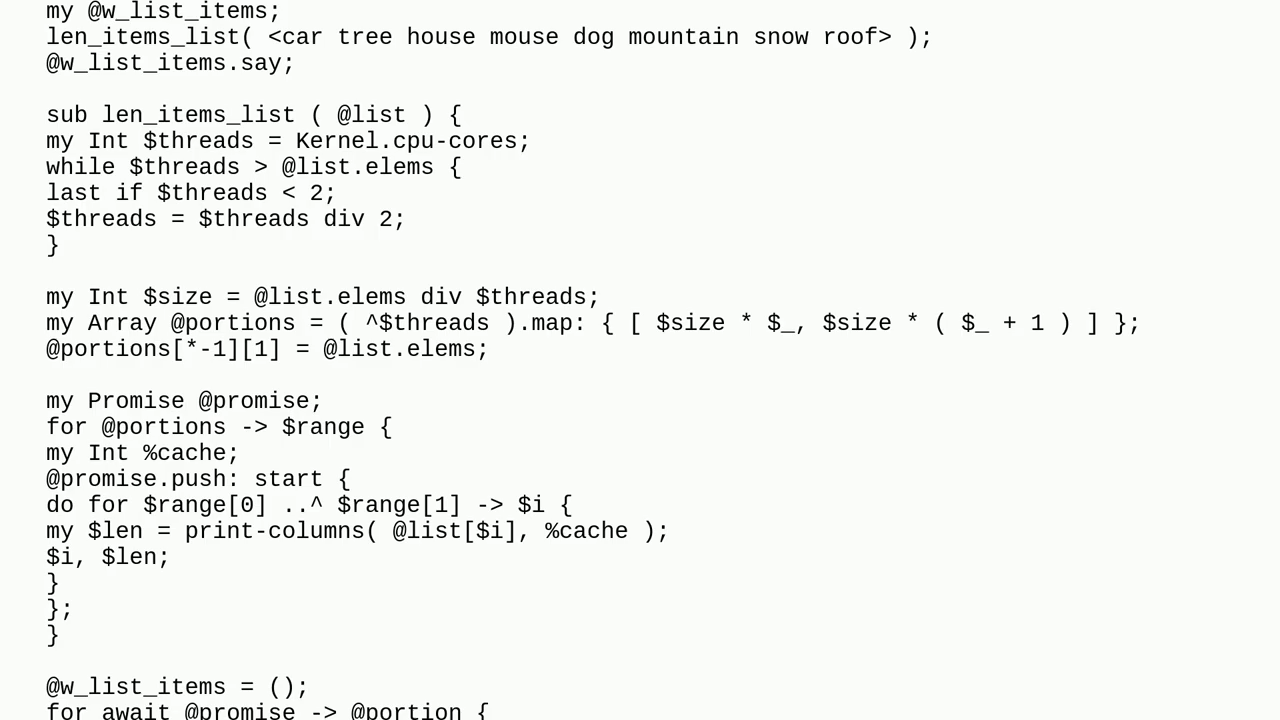 my @w_list_items;
len_items_list( <car tree house mouse dog mountain snow roof> );
@w_list_items.say;

sub len_items_list ( @list ) {
my Int $threads = Kernel.cpu-cores;
while $threads > @list.elems {
last if $threads < 2;
$threads = $threads div 2;
}

my Int $size = @list.elems div $threads;
my Array @portions = ( ^$threads ).map: { [ $size * $_, $size * ( $_ + 1 ) ] };
@portions[*-1][1] = @list.elems;

my Promise @promise;
for @portions -> $range {
my Int %cache;
@promise.push: start {
do for $range[0] ..^ $range[1] -> $i {
my $len = print-columns( @list[$i], %cache );
$i, $len;
}
};
}

@w_list_items = ();
for await @promise -> @portion {